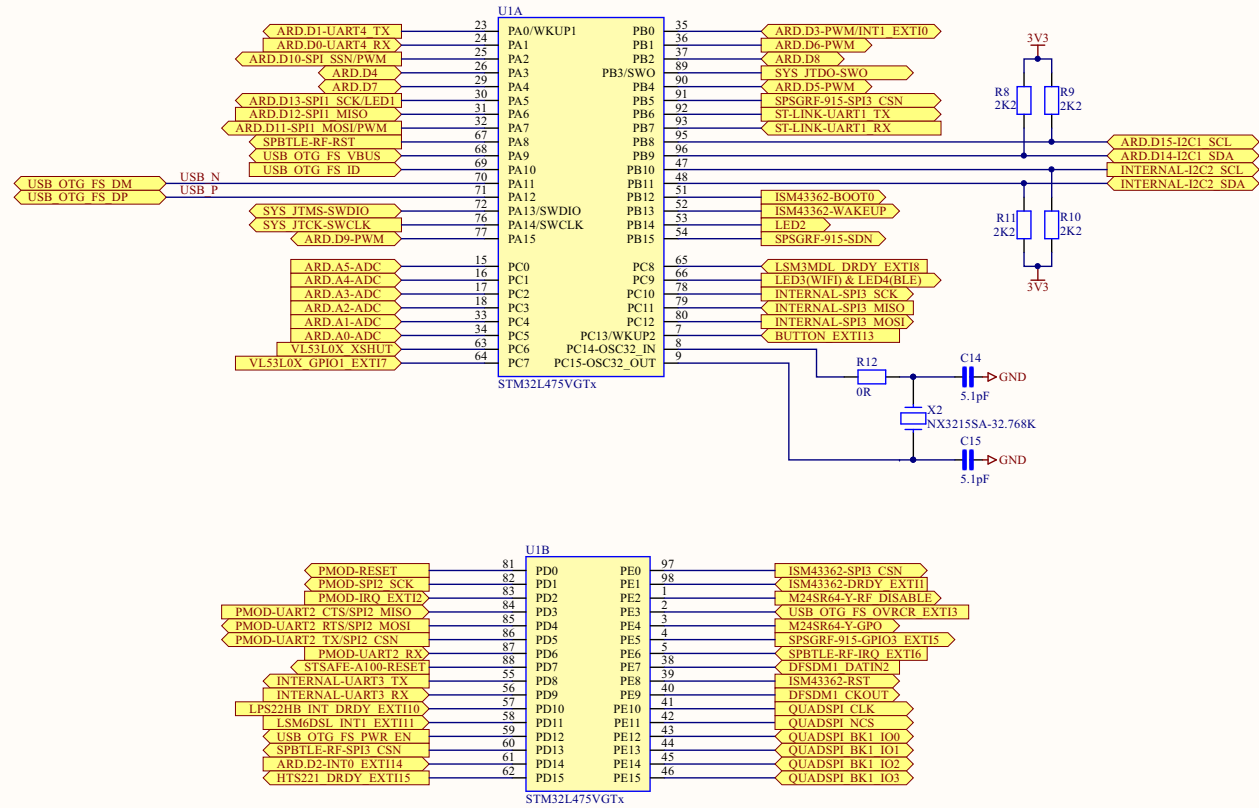 U1A
ARD.D1-UART4_TX 23 PA0/WKUP1 PB0 35 ARD.D3-PWM/INT1_EXTI0
ARD.D0-UART4_RX 24 PA1 PB1 36 ARD.D6-PWM
ARD.D10-SPI_SSN/PWM 25 PA2 PB2 37 ARD.D8
ARD.D4 26 PA3 PB3/SWO 89 SYS_JTDO-SWO
ARD.D7 29 PA4 PB4 90 ARD.D5-PWM
ARD.D13-SPI1_SCK/LED1 30 PA5 PB5 91 SPSGRF-915-SPI3_CSN
ARD.D12-SPI1_MISO 31 PA6 PB6 92 ST-LINK-UART1_TX
ARD.D11-SPI1_MOSI/PWM 32 PA7 PB7 93 ST-LINK-UART1_RX
SPBTLE-RF-RST 67 PA8 PB8 95 ARD.D15-I2C1_SCL
USB_OTG_FS_VBUS 68 PA9 PB9 96 ARD.D14-I2C1_SDA
USB_OTG_FS_ID 69 PA10 PB10 47 INTERNAL-I2C2_SCL
USB_OTG_FS_DM USB_N 70 PA11 PB11 48 INTERNAL-I2C2_SDA
USB_OTG_FS_DP USB_P 71 PA12 PB12 51 ISM43362-BOOT0
SYS_JTMS-SWDIO 72 PA13/SWDIO PB13 52 ISM43362-WAKEUP
SYS_JTCK-SWCLK 76 PA14/SWCLK PB14 53 LED2
ARD.D9-PWM 77 PA15 PB15 54 SPSGRF-915-SDN
3V3
R8 R9
2K2 2K2
R11 R10
2K2 2K2
3V3
ARD.A5-ADC 15 PC0 PC8 65 LSM3MDL_DRDY_EXTI8
ARD.A4-ADC 16 PC1 PC9 66 LED3(WIFI) & LED4(BLE)
ARD.A3-ADC 17 PC2 PC10 78 INTERNAL-SPI3_SCK
ARD.A2-ADC 18 PC3 PC11 79 INTERNAL-SPI3_MISO
ARD.A1-ADC 33 PC4 PC12 80 INTERNAL-SPI3_MOSI
ARD.A0-ADC 34 PC5 PC13/WKUP2 7 BUTTON_EXTI13
VL53L0X_XSHUT 63 PC6 PC14-OSC32_IN 8
VL53L0X_GPIO1_EXTI7 64 PC7 PC15-OSC32_OUT 9
STM32L475VGTx
R12
0R
C14
GND
5.1pF
X2
NX3215SA-32.768K
C15
GND
5.1pF
U1B
PMOD-RESET 81 PD0 PE0 97 ISM43362-SPI3_CSN
PMOD-SPI2_SCK 82 PD1 PE1 98 ISM43362-DRDY_EXTI1
PMOD-IRQ_EXTI2 83 PD2 PE2 1 M24SR64-Y-RF_DISABLE
PMOD-UART2_CTS/SPI2_MISO 84 PD3 PE3 2 USB_OTG_FS_OVRCR_EXTI3
PMOD-UART2_RTS/SPI2_MOSI 85 PD4 PE4 3 M24SR64-Y-GPO
PMOD-UART2_TX/SPI2_CSN 86 PD5 PE5 4 SPSGRF-915-GPIO3_EXTI5
PMOD-UART2_RX 87 PD6 PE6 5 SPBTLE-RF-IRQ_EXTI6
STSAFE-A100-RESET 88 PD7 PE7 38 DFSDM1_DATIN2
INTERNAL-UART3_TX 55 PD8 PE8 39 ISM43362-RST
INTERNAL-UART3_RX 56 PD9 PE9 40 DFSDM1_CKOUT
LPS22HB_INT_DRDY_EXTI10 57 PD10 PE10 41 QUADSPI_CLK
LSM6DSL_INT1_EXTI11 58 PD11 PE11 42 QUADSPI_NCS
USB_OTG_FS_PWR_EN 59 PD12 PE12 43 QUADSPI_BK1_IO0
SPBTLE-RF-SPI3_CSN 60 PD13 PE13 44 QUADSPI_BK1_IO1
ARD.D2-INT0_EXTI14 61 PD14 PE14 45 QUADSPI_BK1_IO2
HTS221_DRDY_EXTI15 62 PD15 PE15 46 QUADSPI_BK1_IO3
STM32L475VGTx